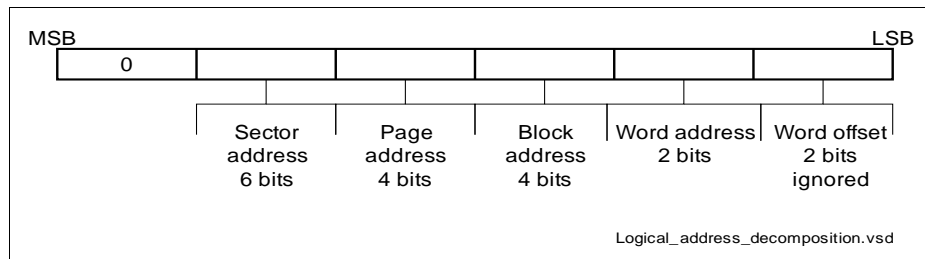 MSB LSB
0
Sector Page Block Word address Word offset
address address address 2 bits 2 bits
6 bits 4 bits 4 bits ignored
Logical_address_decomposition.vsd